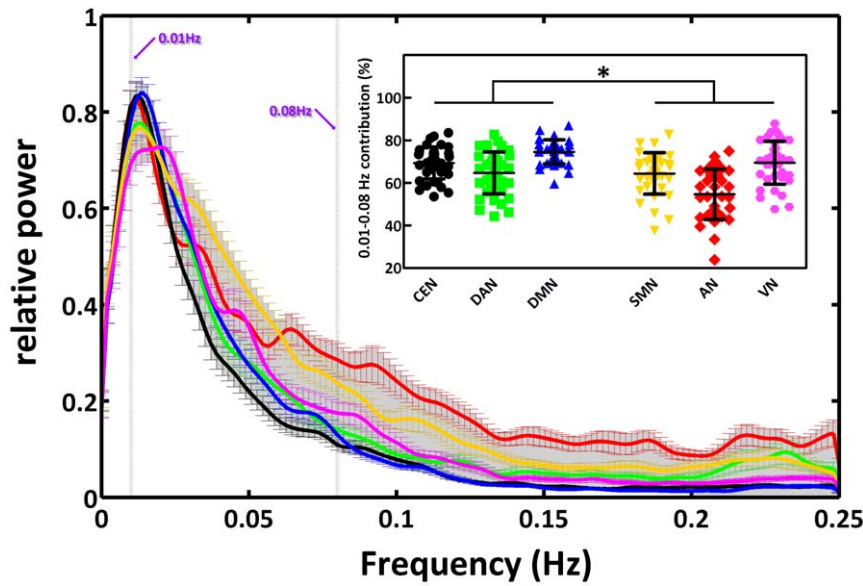 1
0.8
0.6
0.4
0.2
0
relative power
0.01Hz
0.08Hz
0.01-0.08 Hz contribution (%)
100
80
60
40
20
*
CEN
DAN
DMN
SMN
AN
VN
0
0.05
0.1
0.15
0.2
0.25
Frequency (Hz)